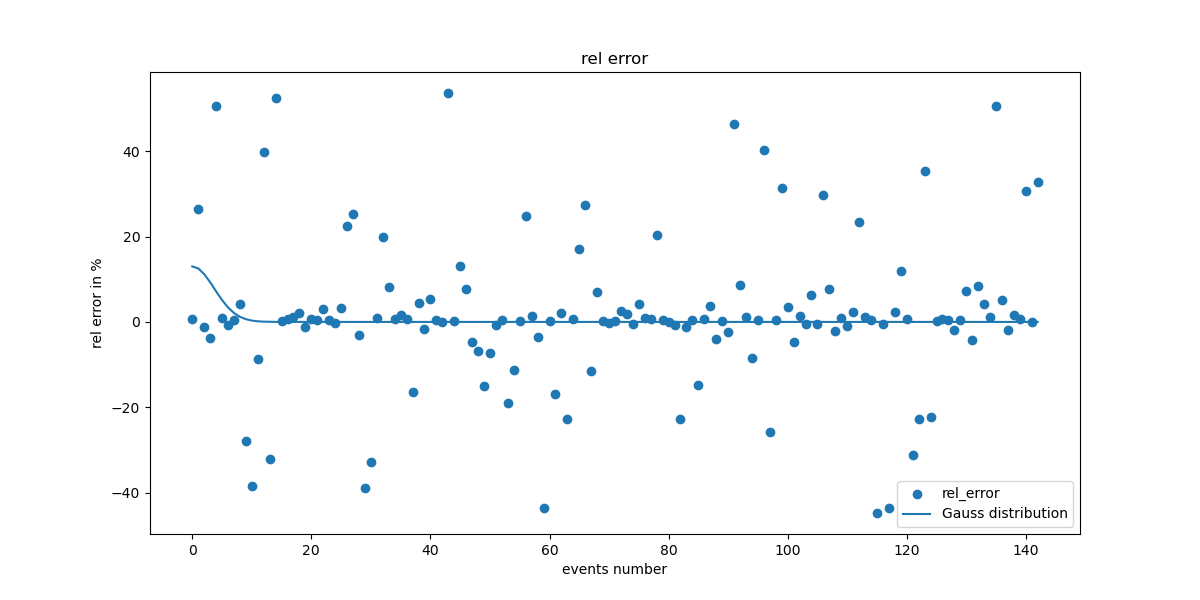 rel error
rel error in %
40
20
0
−20
−40
0 20 40 60 80 100 120 140
events number
rel_error
Gauss distribution